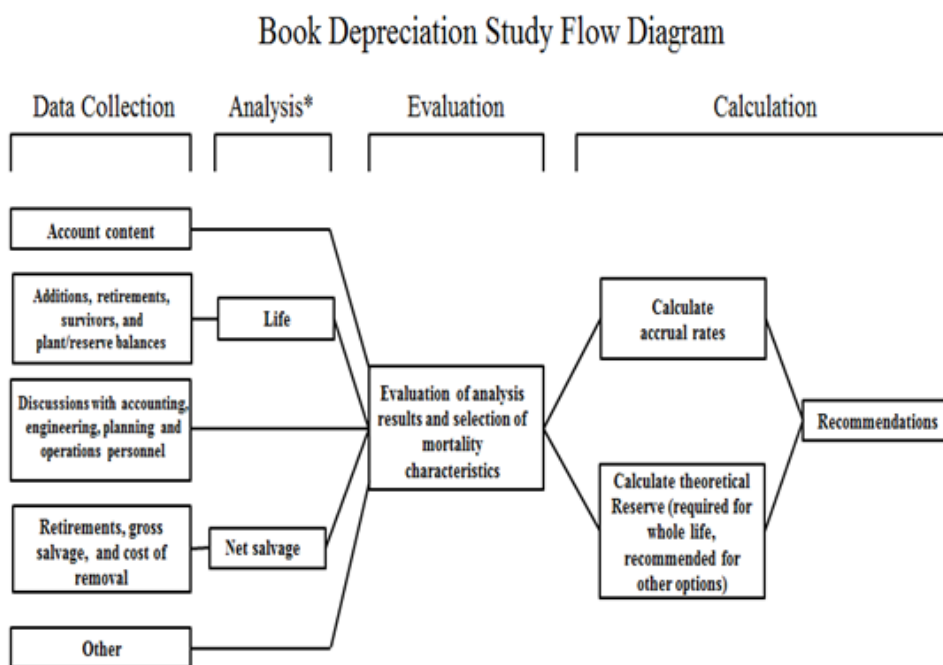 Book Depreciation Study Flow Diagram
Data Collection
Analysis*
Evaluation
Calculation
Account content
Additions, retirements,
survivors, and
plant/reserve balances
Life
Discussions with accounting,
engineering, planning and
operations personnel
Retirements, gross
salvage, and cost of
removal
Net salvage
Other
Evaluation of analysis
results and selection of
mortality
characteristics
Calculate
accrual rates
Calculate theoretical
Reserve (required for
whole life,
recommended for
other options)
Recommendations